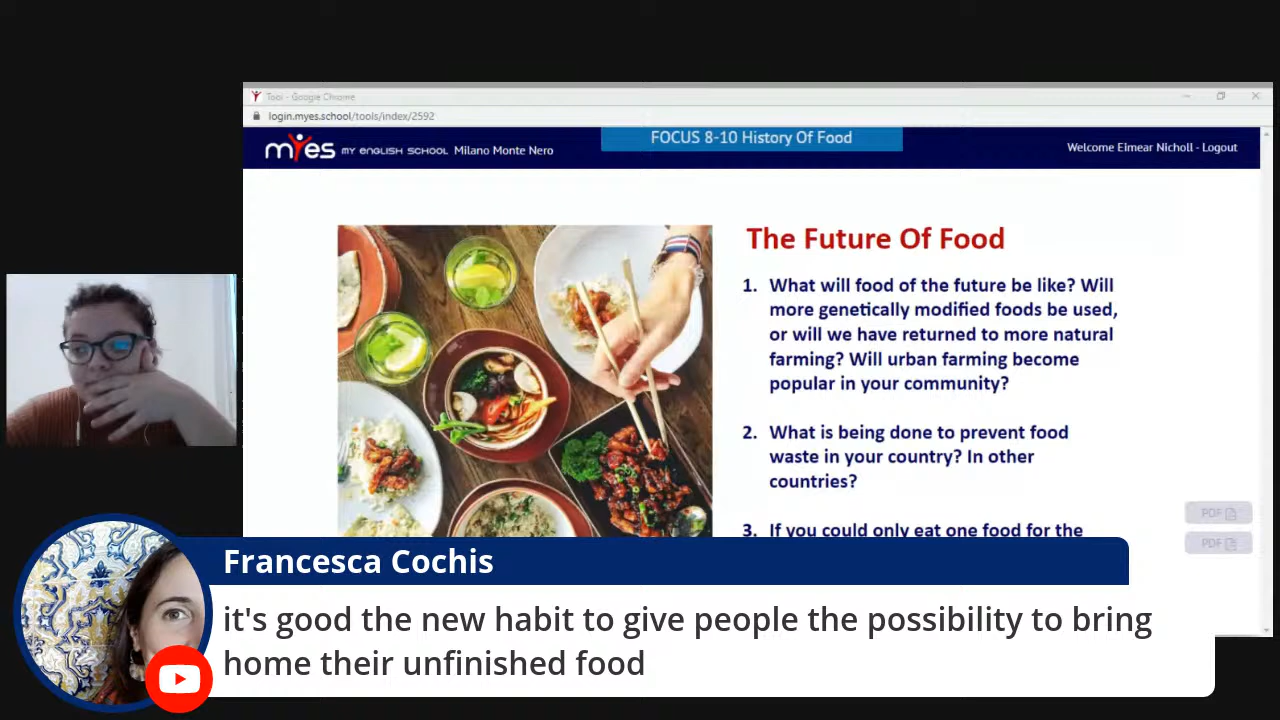 Tool - Google Chrome
login.myes.school/tools/index/2592
myes MY ENGLISH SCHOOL Milano Monte Nero
FOCUS 8-10 History Of Food
Welcome Eimear Nicholl - Logout
The Future Of Food
1. What will food of the future be like? Will
more genetically modified foods be used,
or will we have returned to more natural
farming? Will urban farming become
popular in your community?
2. What is being done to prevent food
waste in your country? In other
countries?
3. If you could only eat one food for the
PDF
PDF
Francesca Cochis
it's good the new habit to give people the possibility to bring
home their unfinished food